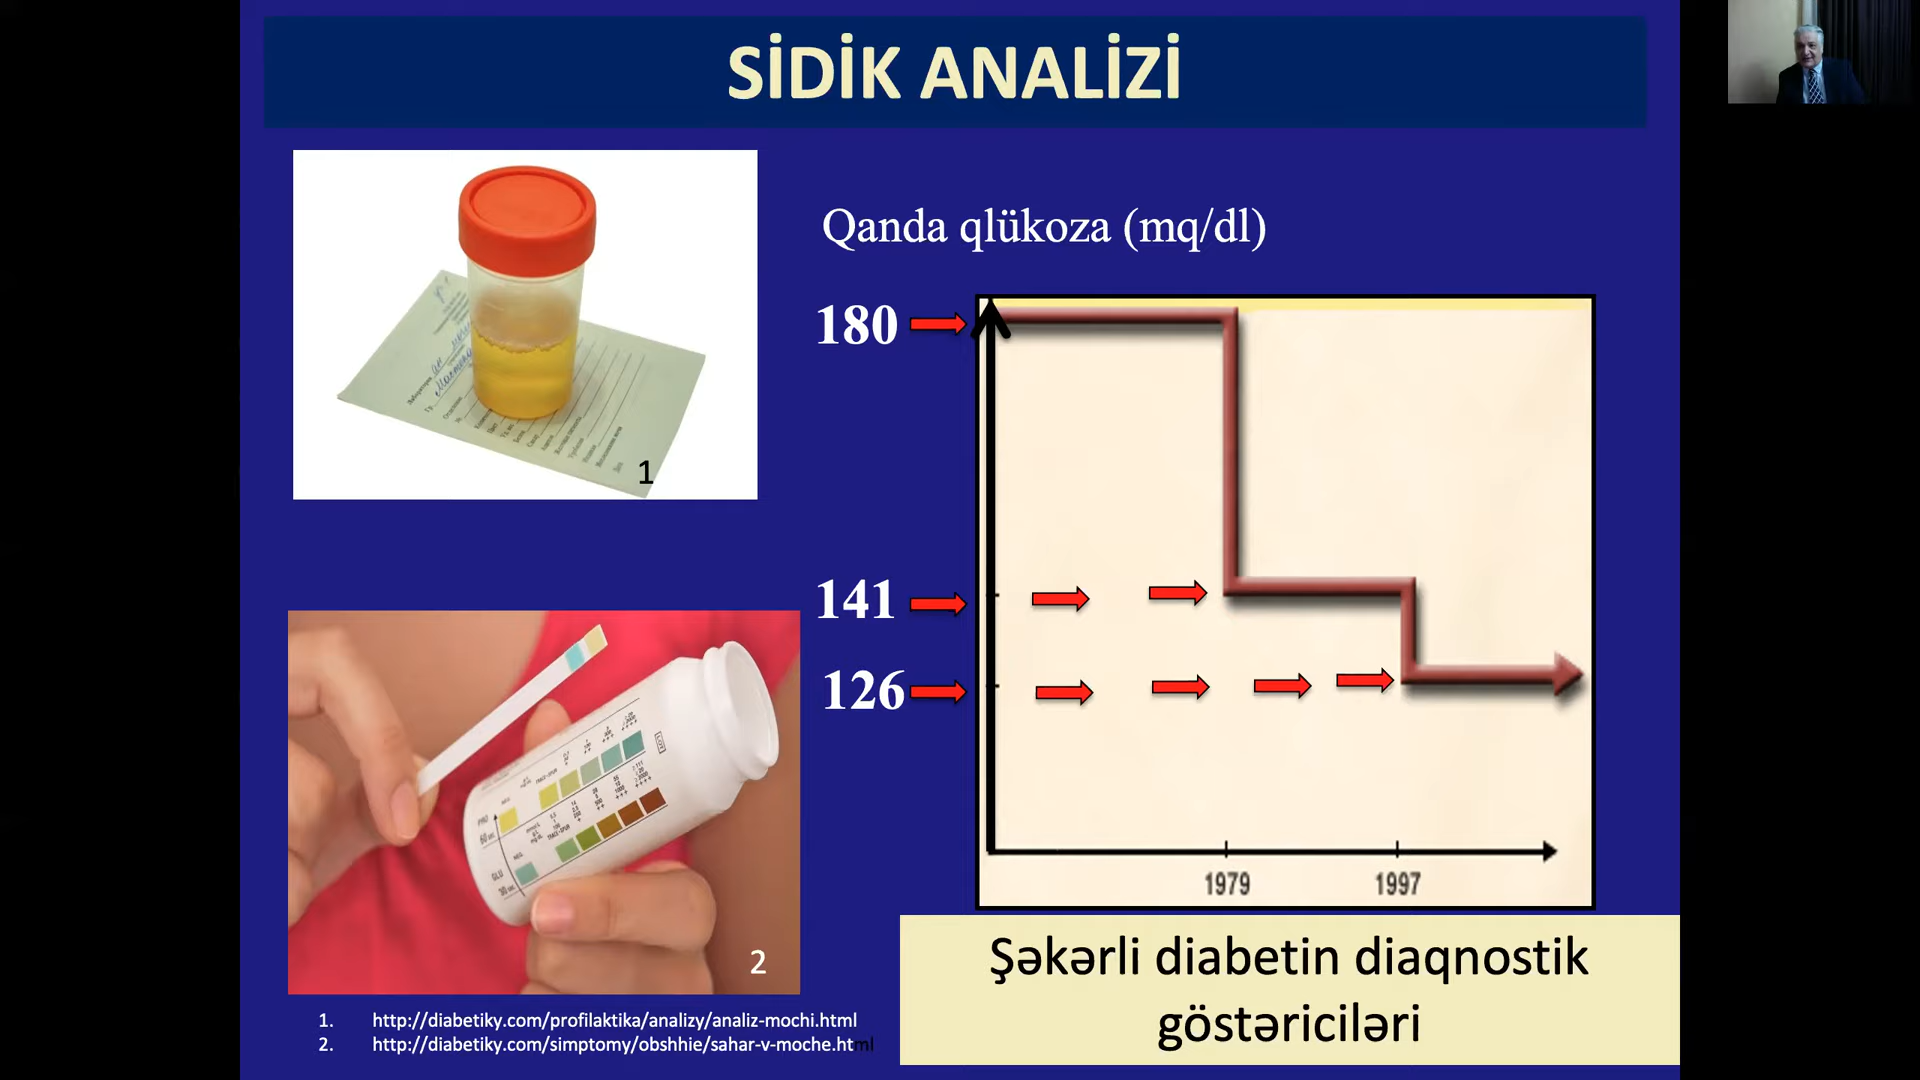 SİDİK ANALİZİ
Qanda qlükoza (mq/dl)
180
141
126
1979
1997
1
2
GLU
Şəkərli diabetin diaqnostik
göstəriciləri
1. http://diabetiky.com/profilaktika/analizy/analiz-mochi.html
2. http://diabetiky.com/simptomy/obshhie/sahar-v-moche.html